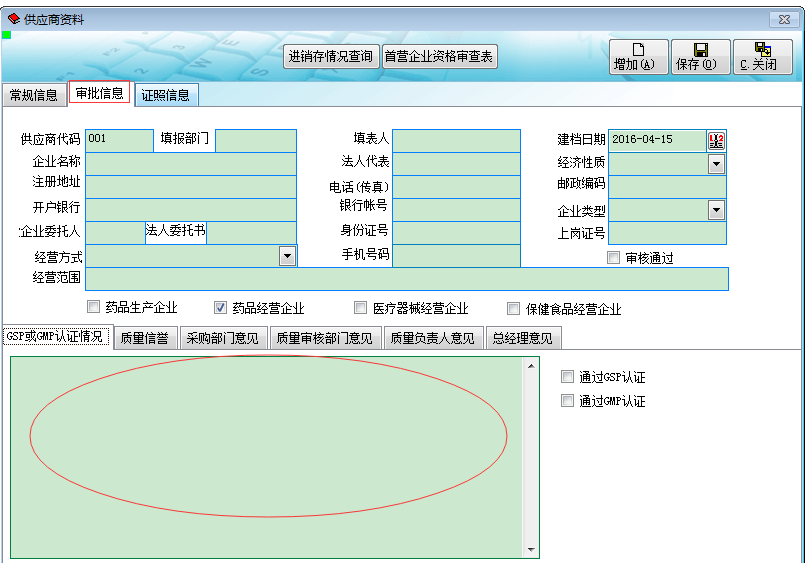 供应商资料
进销存情况查询 首营企业资格审查表 增加(A) 保存(O) C.关闭
常规信息 审批信息 证照信息
供应商代码 001 填报部门 填表人 建档日期 2016-04-15
企业名称 法人代表 经济性质
注册地址 电话(传真) 邮政编码
开户银行 银行帐号 企业类型
企业委托人 法人委托书 身份证号 上岗证号
经营方式 手机号码 审核通过
经营范围
药品生产企业 药品经营企业 医疗器械经营企业 保健食品经营企业
GSP或GMP认证情况 质量信誉 采购部门意见 质量审核部门意见 质量负责人意见 总经理意见
通过GSP认证
通过GMP认证